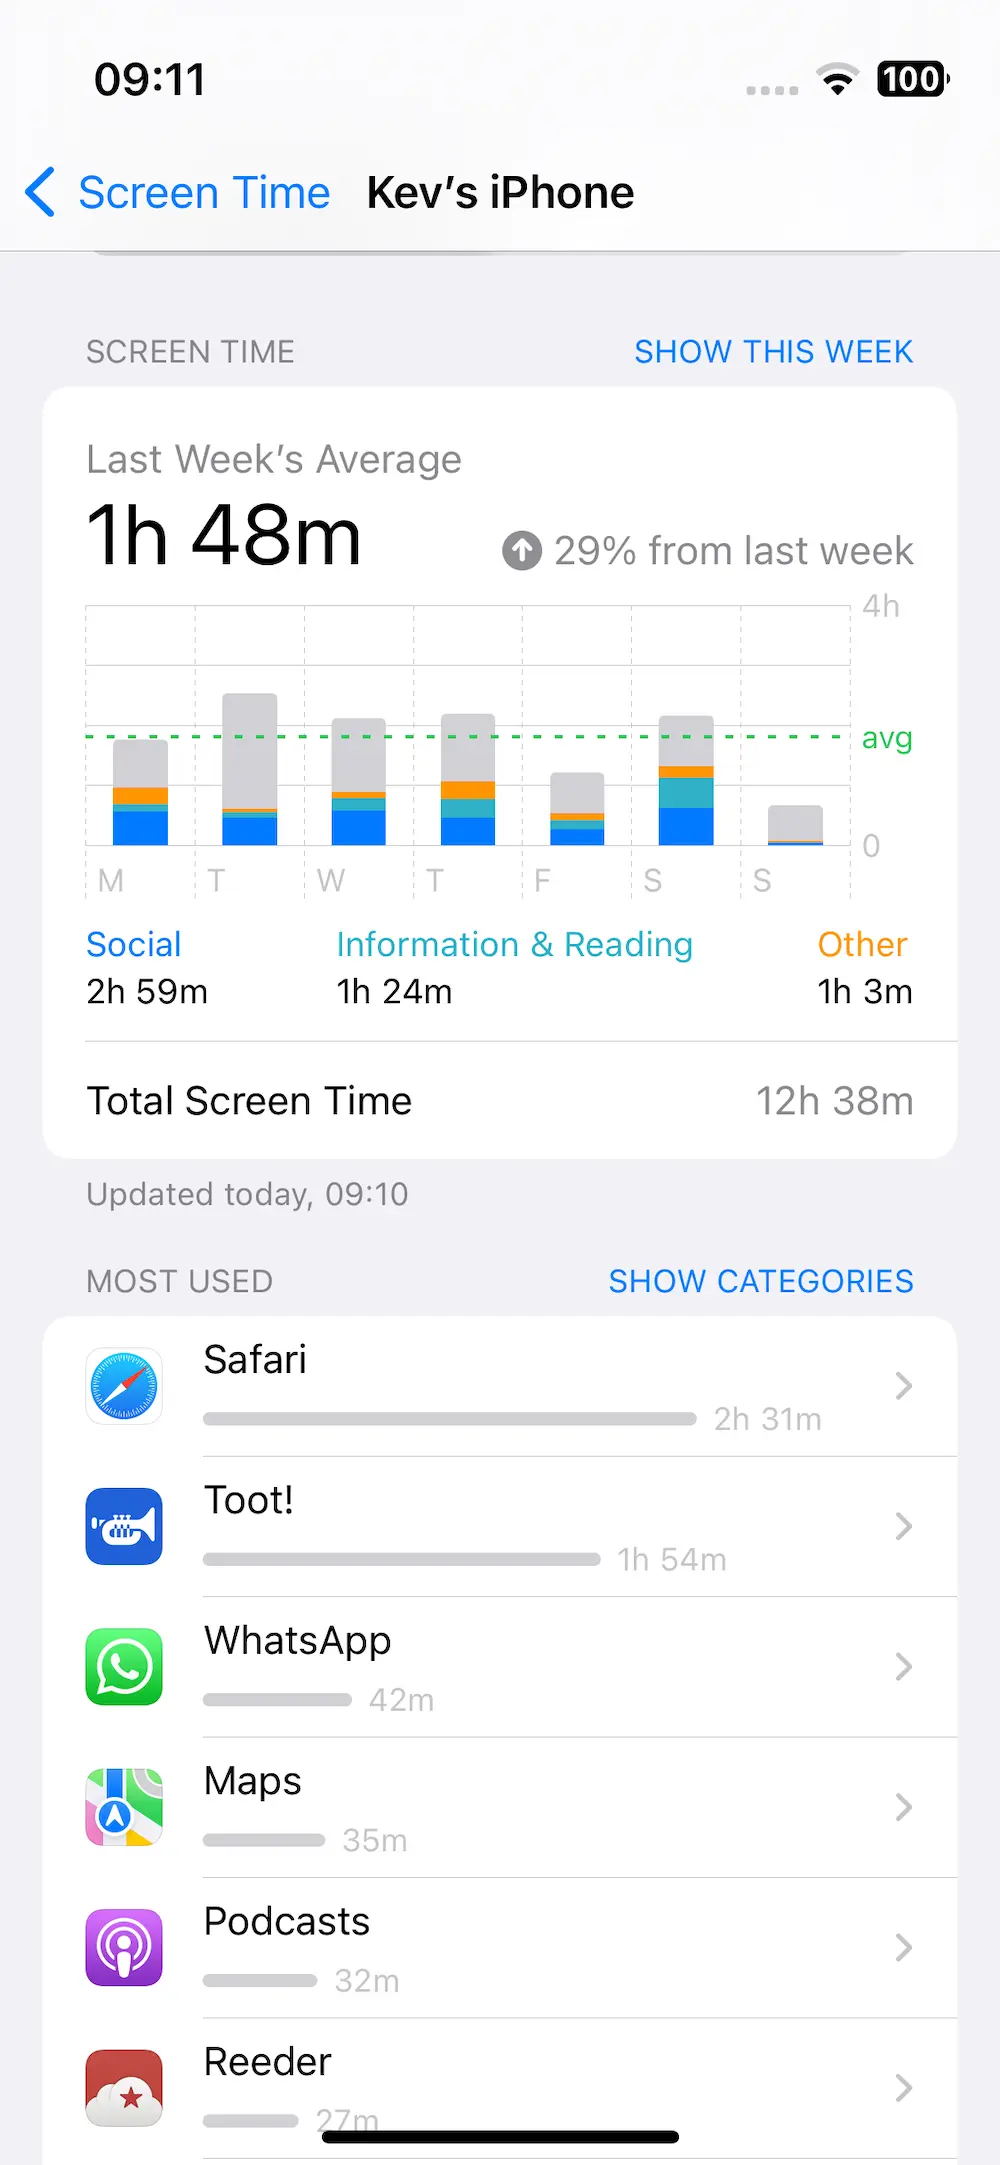 09:11
100
Screen Time Kev’s iPhone
SCREEN TIME SHOW THIS WEEK
Last Week’s Average
1h 48m 29% from last week
4h
avg
0
M T W T F S S
Social Information & Reading Other
2h 59m 1h 24m 1h 3m
Total Screen Time 12h 38m
Updated today, 09:10
MOST USED SHOW CATEGORIES
Safari
2h 31m
Toot!
1h 54m
WhatsApp
42m
Maps
35m
Podcasts
32m
Reeder
27m